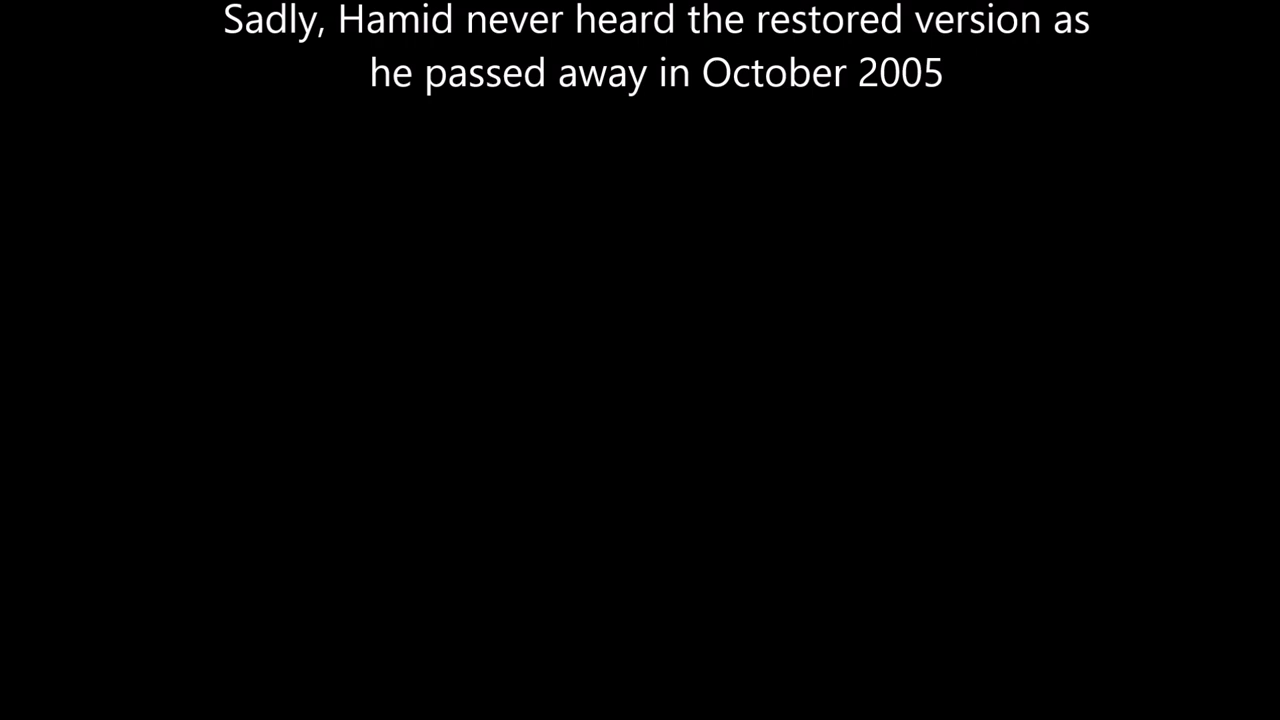 Sadly, Hamid never heard the restored version as
he passed away in October 2005